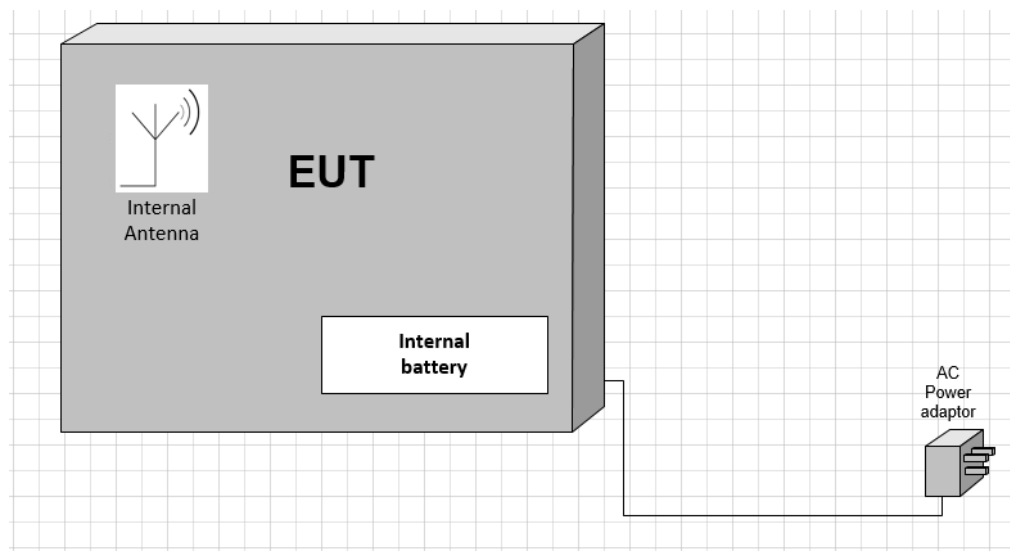 EUT
Internal
Antenna
Internal
battery
AC
Power
adaptor